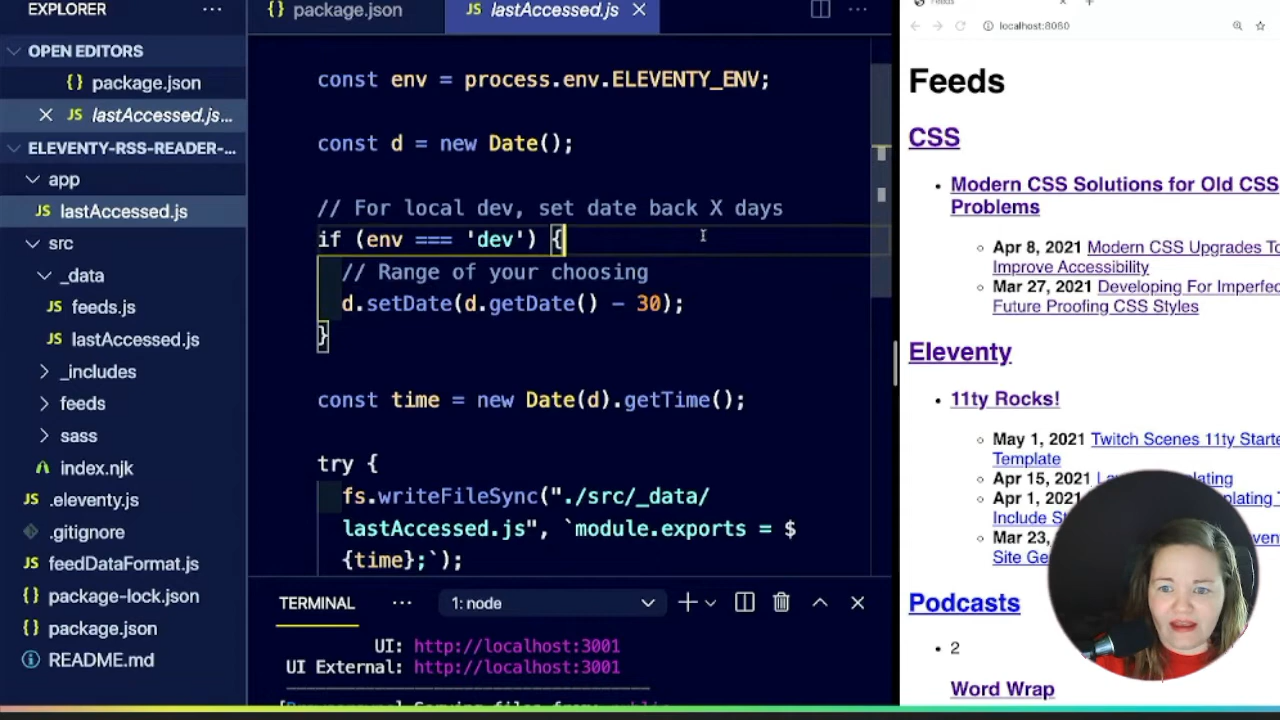 EXPLORER
OPEN EDITORS
package.json
lastAccessed.js...
ELEVENTY-RSS-READER-...
app
lastAccessed.js
src
_data
feeds.js
lastAccessed.js
_includes
feeds
sass
index.njk
.eleventy.js
.gitignore
feedDataFormat.js
package-lock.json
package.json
README.md
package.json
lastAccessed.js
const env = process.env.ELEVENTY_ENV;
const d = new Date();
// For local dev, set date back X days
if (env === 'dev') {
// Range of your choosing
d.setDate(d.getDate() - 30);
}
const time = new Date(d).getTime();
try {
fs.writeFileSync("./src/_data/
lastAccessed.js", `module.exports = $
{time};`);
TERMINAL
1: node
UI: http://localhost:3001
UI External: http://localhost:3001
Feeds
localhost:8080
Feeds
CSS
Modern CSS Solutions for Old CSS
Problems
Apr 8, 2021 Modern CSS Upgrades To
Improve Accessibility
Mar 27, 2021 Developing For Imperfec
Future Proofing CSS Styles
Eleventy
11ty Rocks!
May 1, 2021 Twitch Scenes 11ty Starte
Template
Apr 15, 2021
Apr 1, 2021
Include
Mar 23,
Site
Podcasts
2
Word Wrap